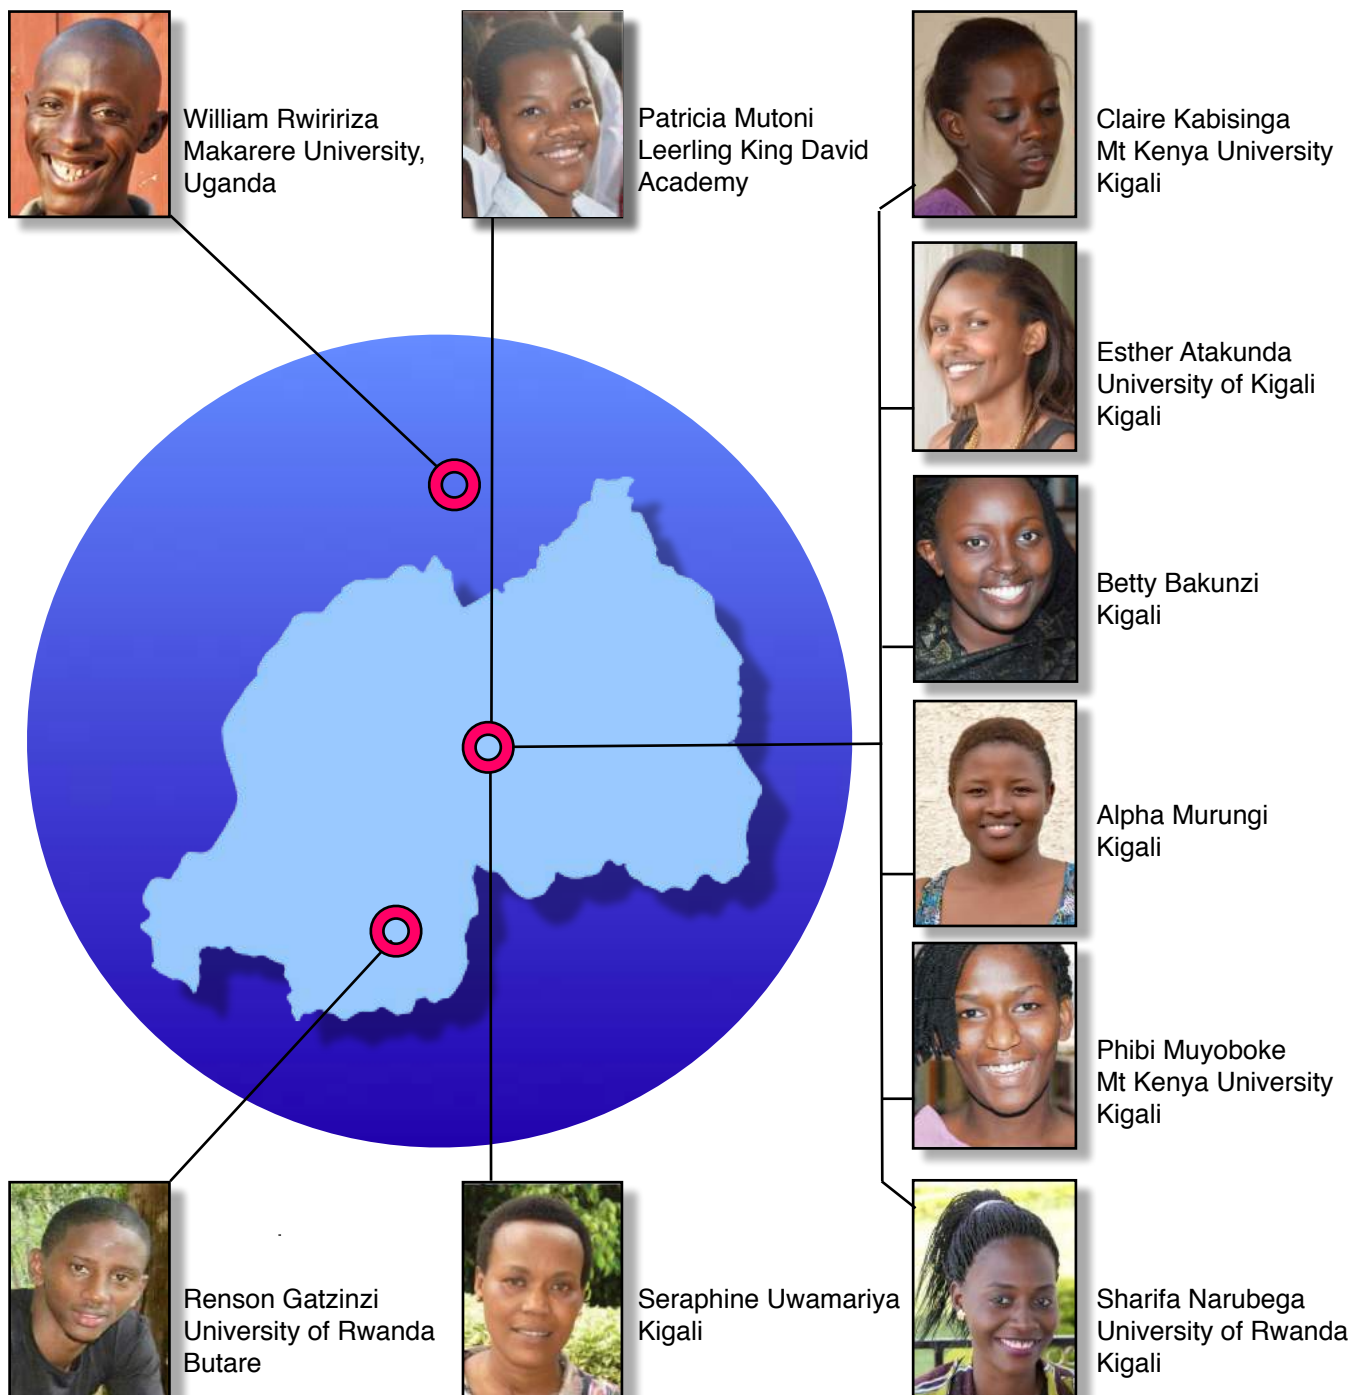 William Rwiririza
Makarere University,
Uganda
Patricia Mutoni
Leerling King David
Academy
Claire Kabisinga
Mt Kenya University
Kigali
Esther Atakunda
University of Kigali
Kigali
Betty Bakunzi
Kigali
Alpha Murungi
Kigali
Phibi Muyoboke
Mt Kenya University
Kigali
Renson Gatzinzi
University of Rwanda
Butare
Seraphine Uwamariya
Kigali
Sharifa Narubega
University of Rwanda
Kigali